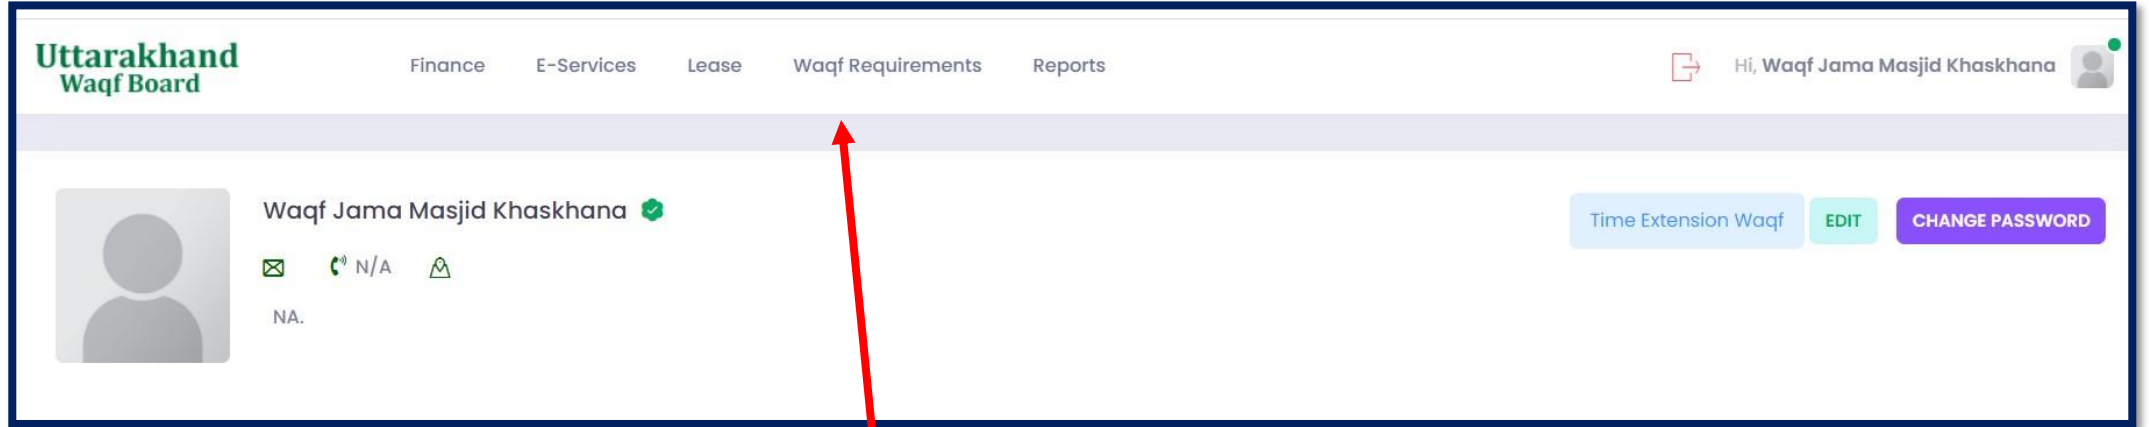 Uttarakhand
Waqf Board
Finance E-Services Lease Waqf Requirements Reports Hi, Waqf Jama Masjid Khaskhana
Waqf Jama Masjid Khaskhana
Time Extension Waqf EDIT CHANGE PASSWORD
N/A
NA.